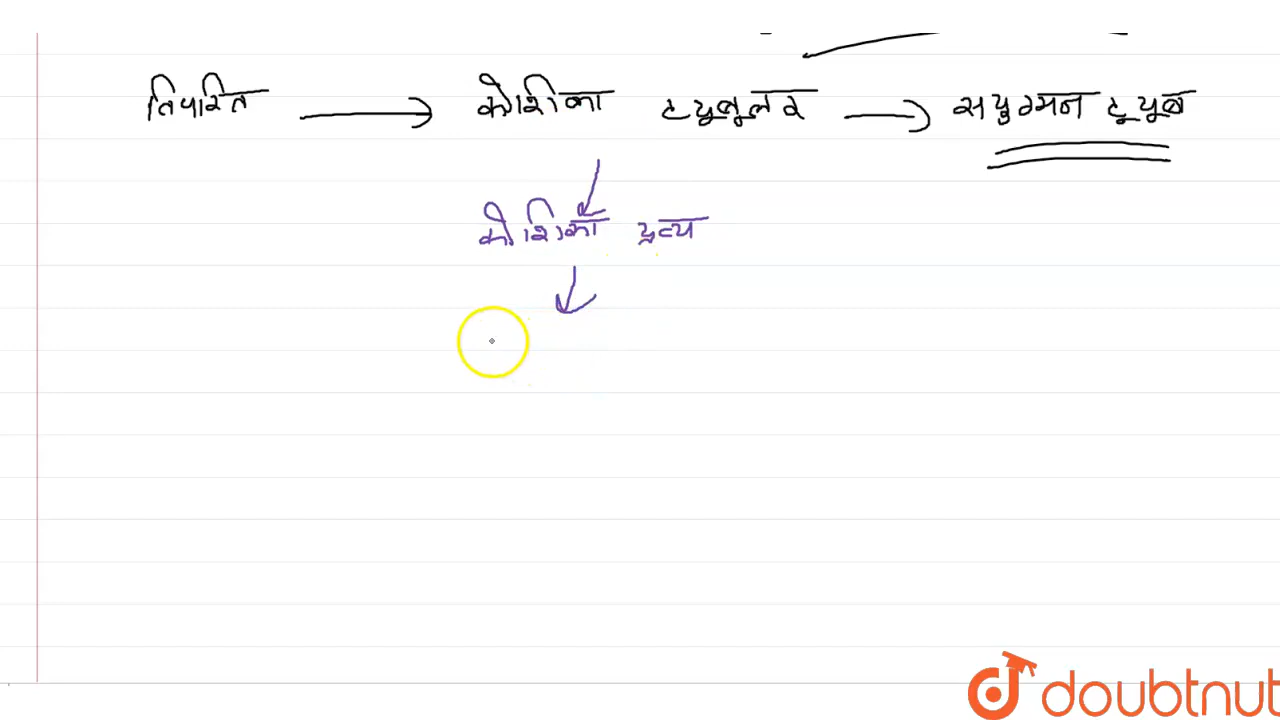 तिपरित → कोशिका ट्युबुलर → सयुग्मन ट्यूब
कोशिका द्रव्य
doubtnut